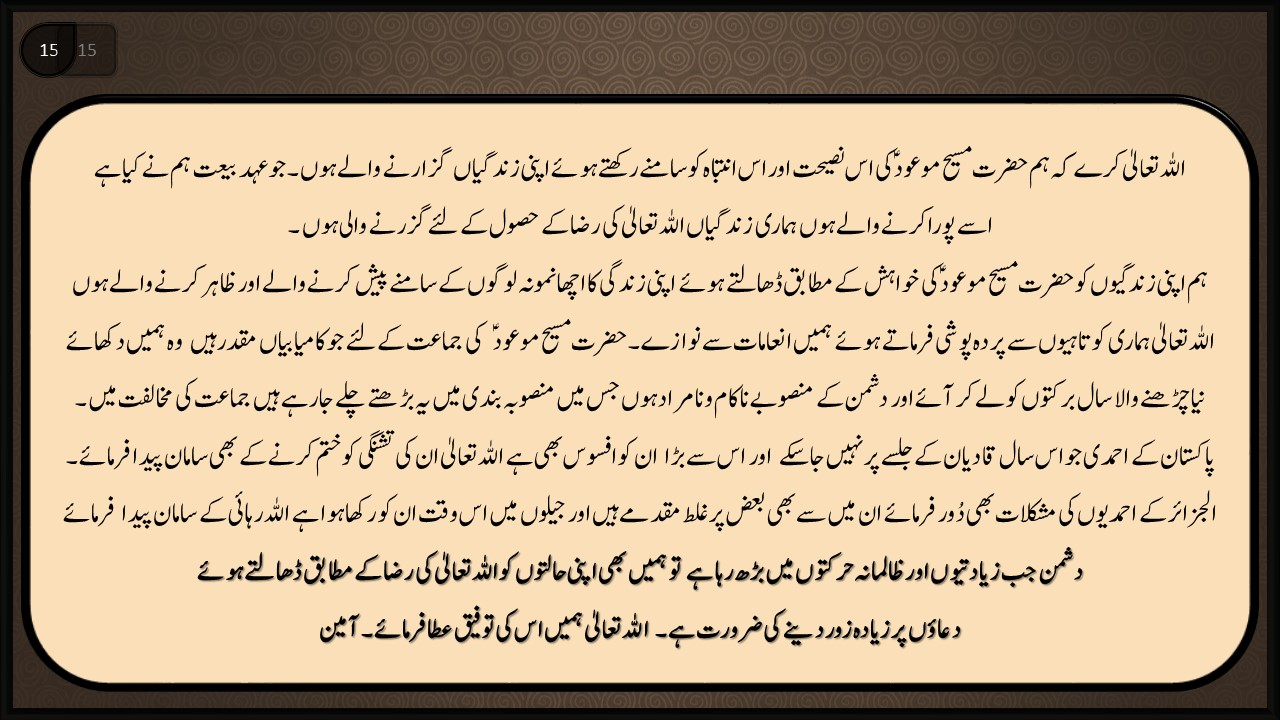 15 15
اللہ تعالیٰ کرے کہ ہم حضرت مسیح موعودؑ کی اس نصیحت اور اس انتباہ کو سامنے رکھتے ہوئے اپنی زندگیاں گزارنے والے ہوں۔ جو عہد بیعت ہم نے کیا ہے
اسے پورا کرنے والے ہوں ہماری زندگیاں اللہ تعالیٰ کی رضا کے حصول کے لئے گزرنے والی ہوں۔
ہم اپنی زندگیوں کو حضرت مسیح موعودؑ کی خواہش کے مطابق ڈھالتے ہوئے اپنی زندگی کا اچھا نمونہ لوگوں کے سامنے پیش کرنے والے اور ظاہر کرنے والے ہوں
اللہ تعالیٰ ہماری کوتاہیوں سے پردہ پوشی فرماتے ہوئے ہمیں انعامات سے نوازے۔ حضرت مسیح موعودؑ کی جماعت کے لئے جو کامیابیاں مقدر ہیں وہ ہمیں دکھائے
نیا چڑھنے والا سال برکتوں کو لے کر آئے اور دشمن کے منصوبے ناکام و نامراد ہوں جس میں منصوبہ بندی میں یہ بڑھتے چلے جا رہے ہیں جماعت کی مخالفت میں۔
پاکستان کے احمدی جو اس سال قادیان کے جلسے پر نہیں جا سکے اور اس سے بڑا ان کو افسوس بھی ہے اللہ تعالیٰ ان کی تشنگی کو ختم کرنے کے بھی سامان پیدا فرمائے۔
الجزائر کے احمدیوں کی مشکلات بھی دُور فرمائے ان میں سے بھی بعض پر غلط مقدمے ہیں اور جیلوں میں اس وقت ان کو رکھا ہوا ہے اللہ رہائی کے سامان پیدا فرمائے
دشمن جب زیادتیوں اور ظالمانہ حرکتوں میں بڑھ رہا ہے تو ہمیں بھی اپنی حالتوں کو اللہ تعالیٰ کی رضا کے مطابق ڈھالتے ہوئے
دعاؤں پر زیادہ زور دینے کی ضرورت ہے۔ اللہ تعالیٰ ہمیں اس کی توفیق عطا فرمائے۔ آمین